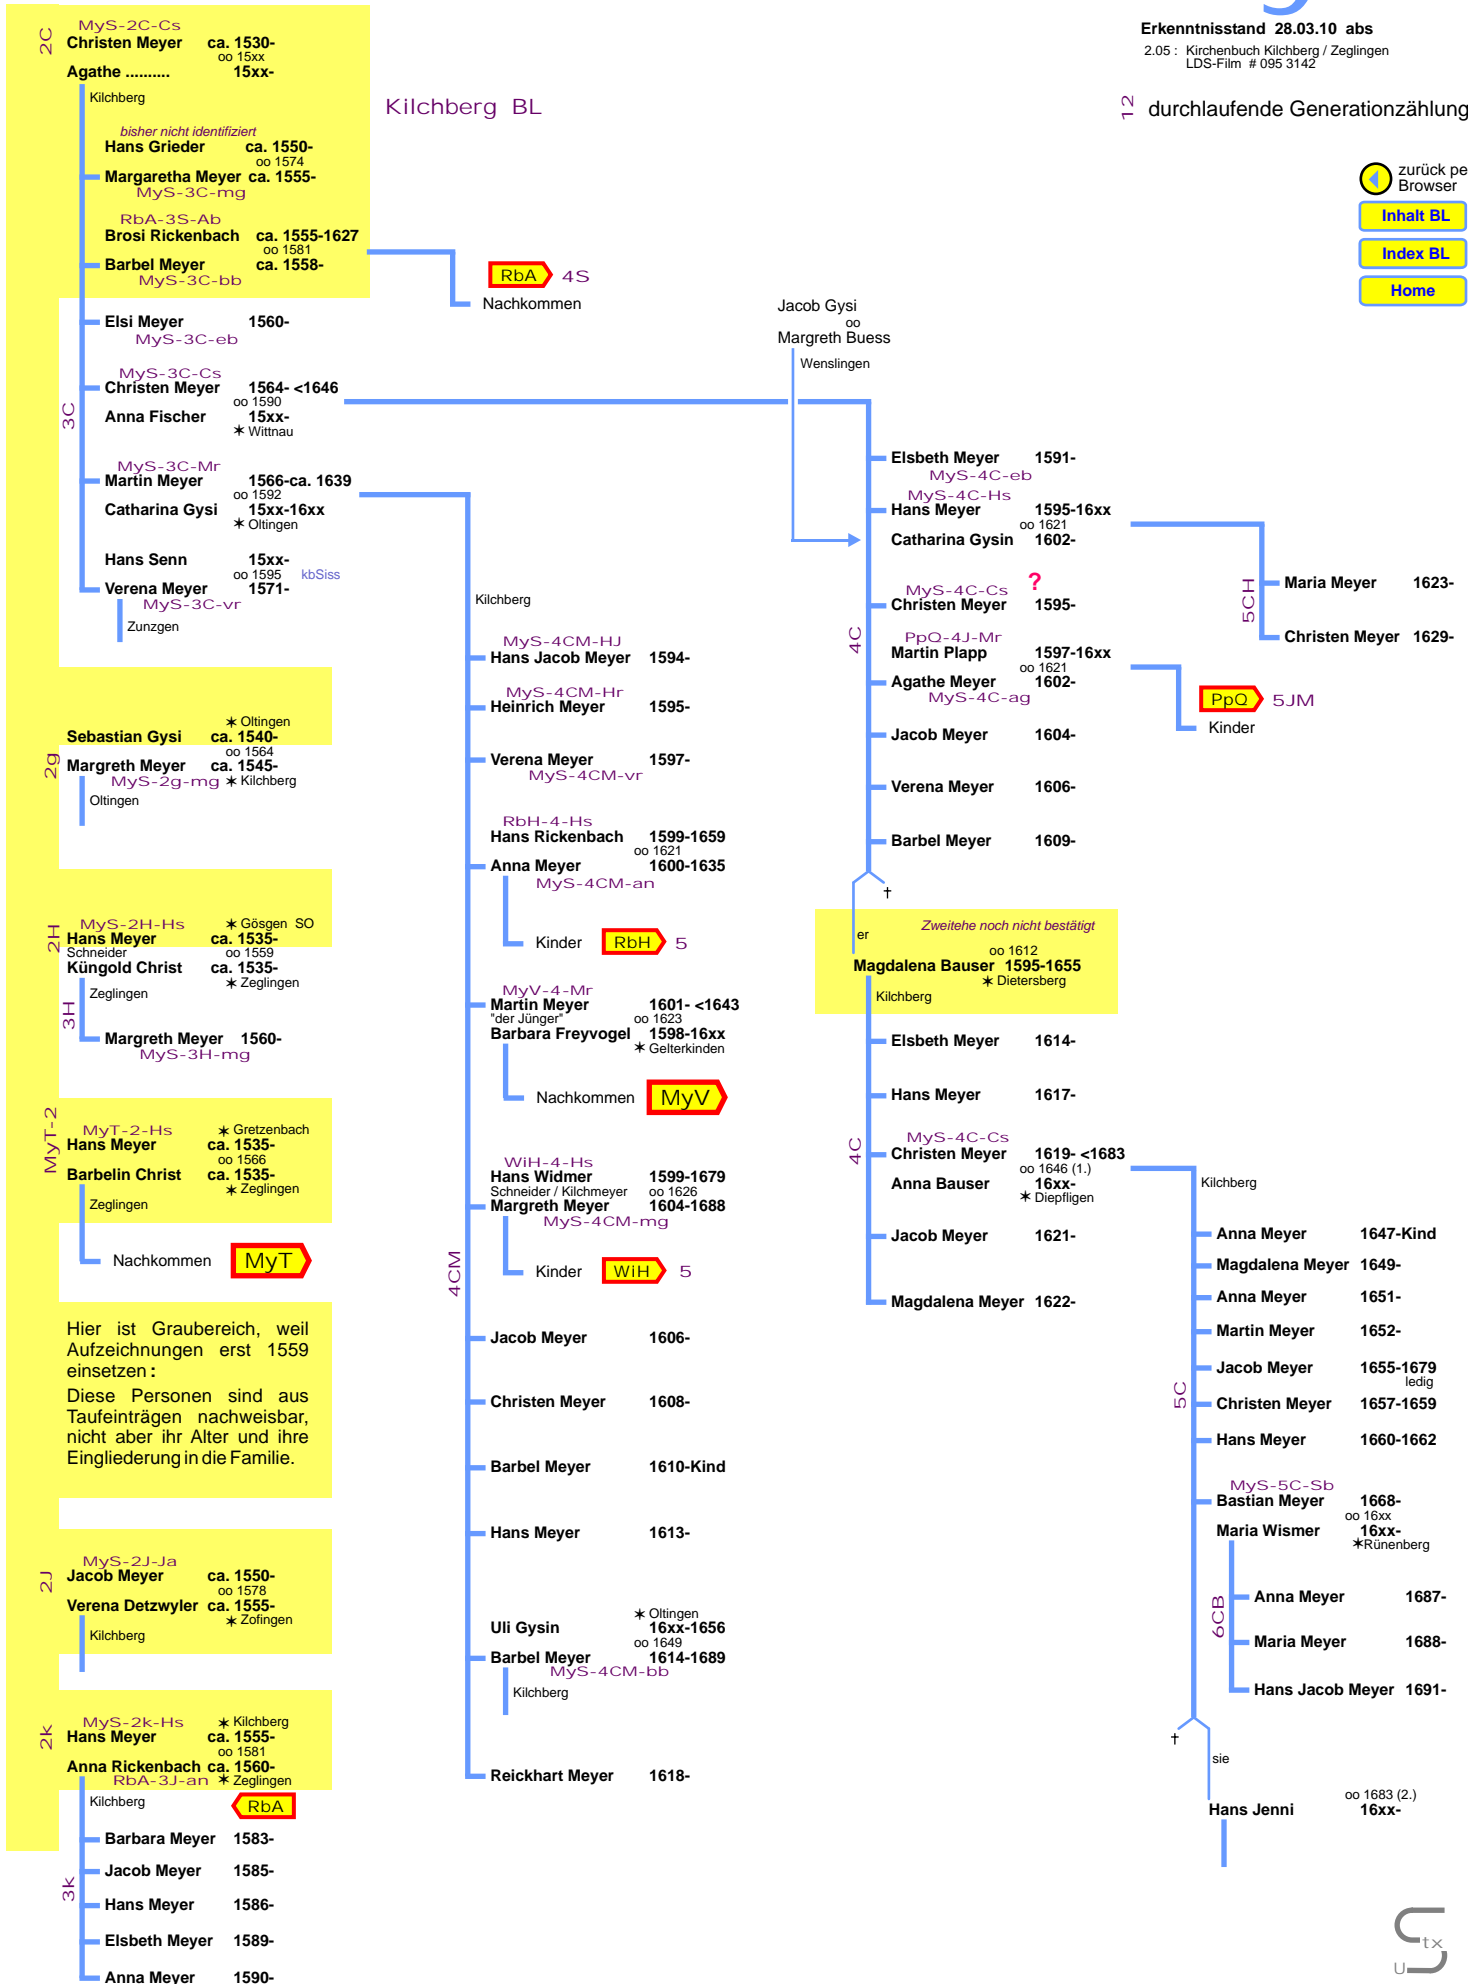 Erkenntnisstand 28.03.10 abs
2.05 : Kirchenbuch Kilchberg / Zeglingen
LDS-Film # 095 3142
12 durchlaufende Generationzählung
Kilchberg BL
zurück pe
Browser
Inhalt BL
Index BL
Home
2C
MyS-2C-Cs
Christen Meyer ca. 1530-
oo 15xx
Agathe .......... 15xx-
Kilchberg
bisher nicht identifiziert
Hans Grieder ca. 1550-
oo 1574
Margaretha Meyer ca. 1555-
MyS-3C-mg
RbA-3S-Ab
Brosi Rickenbach ca. 1555-1627
oo 1581
Barbel Meyer ca. 1558-
MyS-3C-bb
RbA 4S
Nachkommen
Elsi Meyer 1560-
MyS-3C-eb
3C
MyS-3C-Cs
Christen Meyer 1564- <1646
oo 1590
Anna Fischer 15xx-
✶ Wittnau
MyS-3C-Mr
Martin Meyer 1566-ca. 1639
oo 1592
Catharina Gysi 15xx-16xx
✶ Oltingen
Hans Senn 15xx-
oo 1595 kbSiss
Verena Meyer 1571-
MyS-3C-vr
Zunzgen
2g
✶ Oltingen
Sebastian Gysi ca. 1540-
oo 1564
Margreth Meyer ca. 1545-
MyS-2g-mg ✶ Kilchberg
Oltingen
2H
MyS-2H-Hs ✶ Gösgen SO
Hans Meyer ca. 1535-
Schneider oo 1559
Küngold Christ ca. 1535-
✶ Zeglingen
Zeglingen
3H
Margreth Meyer 1560-
MyS-3H-mg
MyT-2
MyT-2-Hs ✶ Gretzenbach
Hans Meyer ca. 1535-
oo 1566
Barbelin Christ ca. 1535-
✶ Zeglingen
Zeglingen
Nachkommen MyT
Hier ist Graubereich, weil
Aufzeichnungen erst 1559
einsetzen :
Diese Personen sind aus
Taufeinträgen nachweisbar,
nicht aber ihr Alter und ihre
Eingliederung in die Familie.
2J
MyS-2J-Ja
Jacob Meyer ca. 1550-
oo 1578
Verena Detzwyler ca. 1555-
✶ Zofingen
Kilchberg
2k
MyS-2k-Hs ✶ Kilchberg
Hans Meyer ca. 1555-
oo 1581
Anna Rickenbach ca. 1560-
RbA-3J-an ✶ Zeglingen
Kilchberg RbA
3k
Barbara Meyer 1583-
Jacob Meyer 1585-
Hans Meyer 1586-
Elsbeth Meyer 1589-
Anna Meyer 1590-
Kilchberg
4CM
MyS-4CM-HJ
Hans Jacob Meyer 1594-
MyS-4CM-Hr
Heinrich Meyer 1595-
Verena Meyer 1597-
MyS-4CM-vr
RbH-4-Hs
Hans Rickenbach 1599-1659
oo 1621
Anna Meyer 1600-1635
MyS-4CM-an
Kinder RbH 5
MyV-4-Mr
Martin Meyer 1601- <1643
"der Jünger" oo 1623
Barbara Freyvogel 1598-16xx
✶ Gelterkinden
Nachkommen MyV
WiH-4-Hs
Hans Widmer 1599-1679
Schneider / Kilchmeyer oo 1626
Margreth Meyer 1604-1688
MyS-4CM-mg
Kinder WiH 5
Jacob Meyer 1606-
Christen Meyer 1608-
Barbel Meyer 1610-Kind
Hans Meyer 1613-
✶ Oltingen
Uli Gysin 16xx-1656
oo 1649
Barbel Meyer 1614-1689
MyS-4CM-bb
Kilchberg
Reickhart Meyer 1618-
Jacob Gysi
oo
Margreth Buess
Wenslingen
4C
Elsbeth Meyer 1591-
MyS-4C-eb
MyS-4C-Hs
Hans Meyer 1595-16xx
oo 1621
Catharina Gysin 1602-
MyS-4C-Cs ?
Christen Meyer 1595-
PpQ-4J-Mr
Martin Plapp 1597-16xx
oo 1621
Agathe Meyer 1602-
MyS-4C-ag
Jacob Meyer 1604-
Verena Meyer 1606-
Barbel Meyer 1609-
†
er
Zweitehe noch nicht bestätigt
oo 1612
Magdalena Bauser 1595-1655
✶ Dietersberg
Kilchberg
4C
Elsbeth Meyer 1614-
Hans Meyer 1617-
MyS-4C-Cs
Christen Meyer 1619- <1683
oo 1646 (1.)
Anna Bauser 16xx-
✶ Diepfligen
Jacob Meyer 1621-
Magdalena Meyer 1622-
5CH
Maria Meyer 1623-
Christen Meyer 1629-
PpQ 5JM
Kinder
Kilchberg
5C
Anna Meyer 1647-Kind
Magdalena Meyer 1649-
Anna Meyer 1651-
Martin Meyer 1652-
Jacob Meyer 1655-1679
ledig
Christen Meyer 1657-1659
Hans Meyer 1660-1662
MyS-5C-Sb
Bastian Meyer 1668-
oo 16xx
Maria Wismer 16xx-
✶Rünenberg
6CB
Anna Meyer 1687-
Maria Meyer 1688-
Hans Jacob Meyer 1691-
†
sie
oo 1683 (2.)
Hans Jenni 16xx-
U S tx